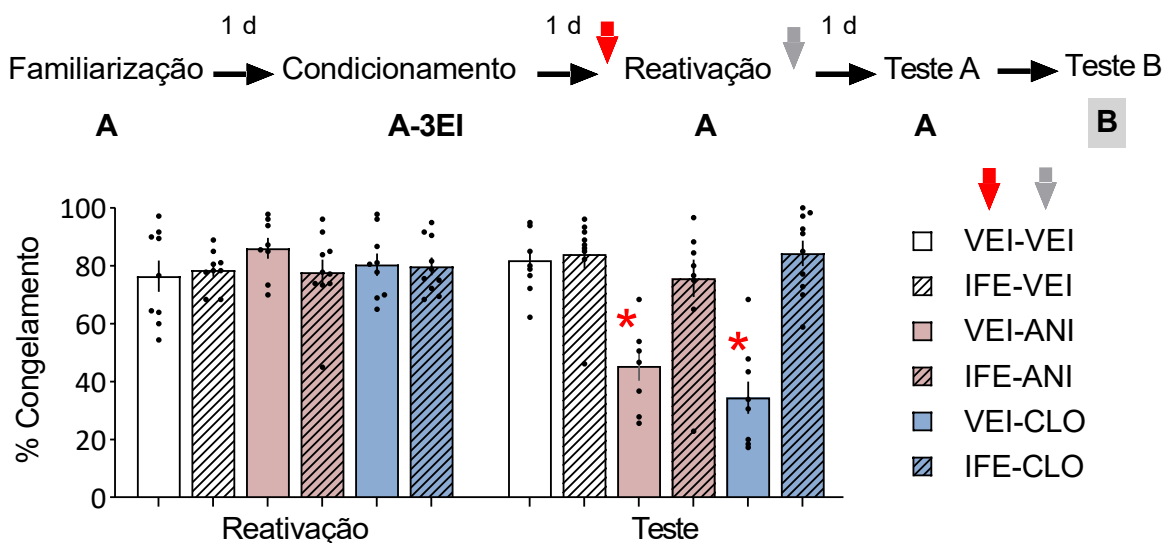 1 d 1 d 1 d
Familiarização Condicionamento Reativação Teste A Teste B
A A-3EI A A B
% Congelamento
100
80
60
40
20
0
* *
Reativação Teste
VEI-VEI
IFE-VEI
VEI-ANI
IFE-ANI
VEI-CLO
IFE-CLO